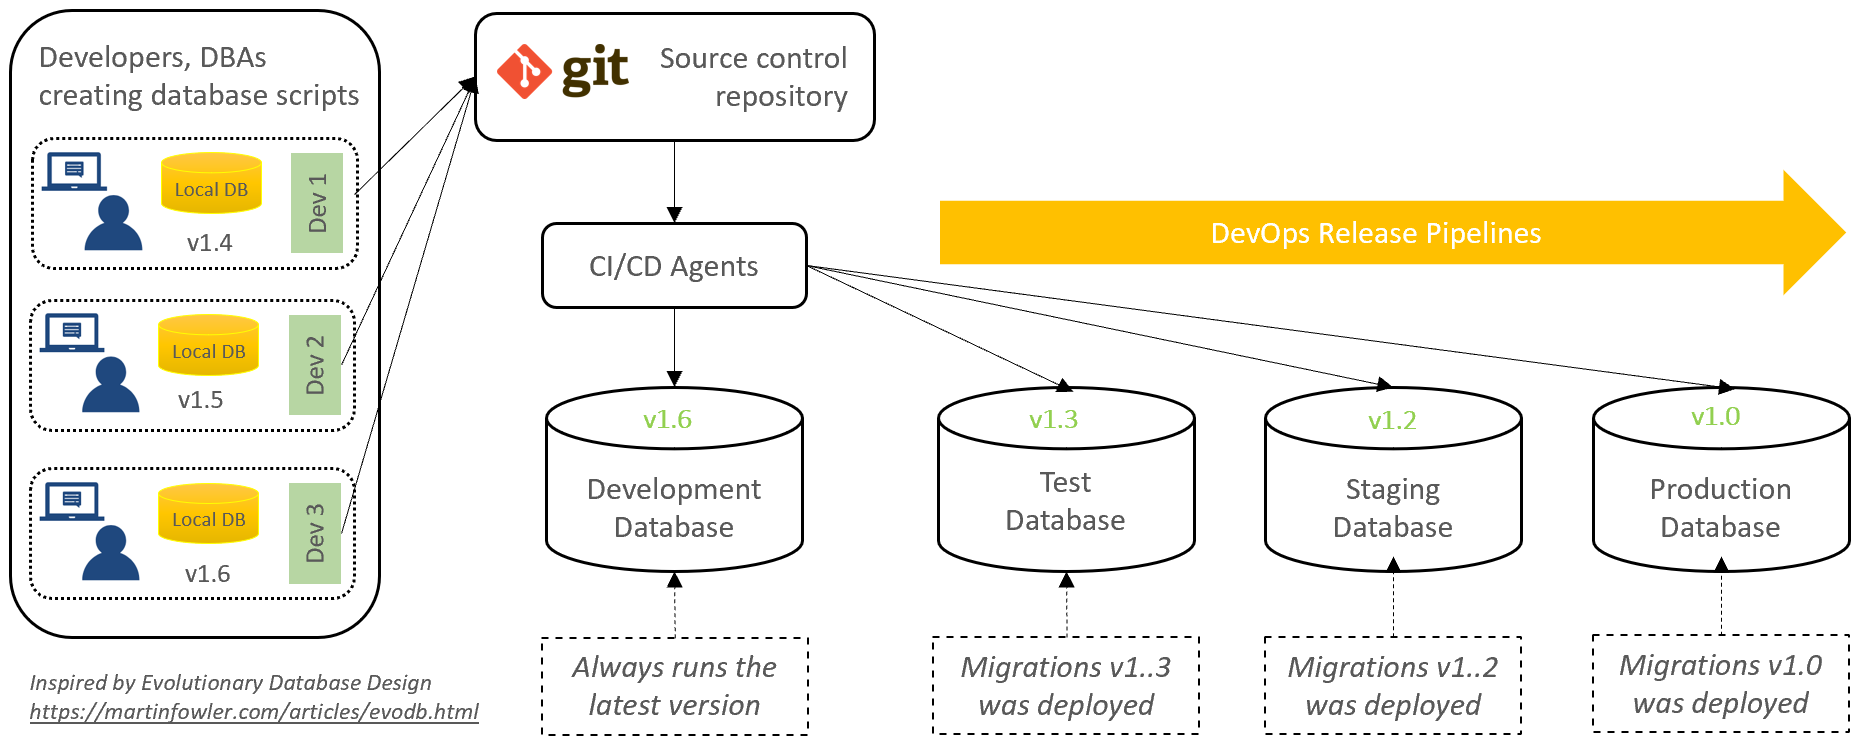 Developers, DBAs
creating database scripts
Local DB
v1.4
Dev 1
Local DB
v1.5
Dev 2
Local DB
v1.6
Dev 3
Inspired by Evolutionary Database Design
https://martinfowler.com/articles/evodb.html
git
Source control
repository
CI/CD Agents
DevOps Release Pipelines
v1.6
Development
Database
v1.3
Test
Database
v1.2
Staging
Database
v1.0
Production
Database
Always runs the
latest version
Migrations v1..3
was deployed
Migrations v1..2
was deployed
Migrations v1.0
was deployed